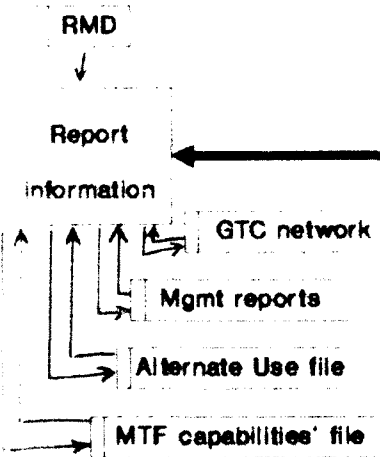 RMD
Report
information
GTC network
Mgmt reports
Alternate Use file
MTF capabilities' file